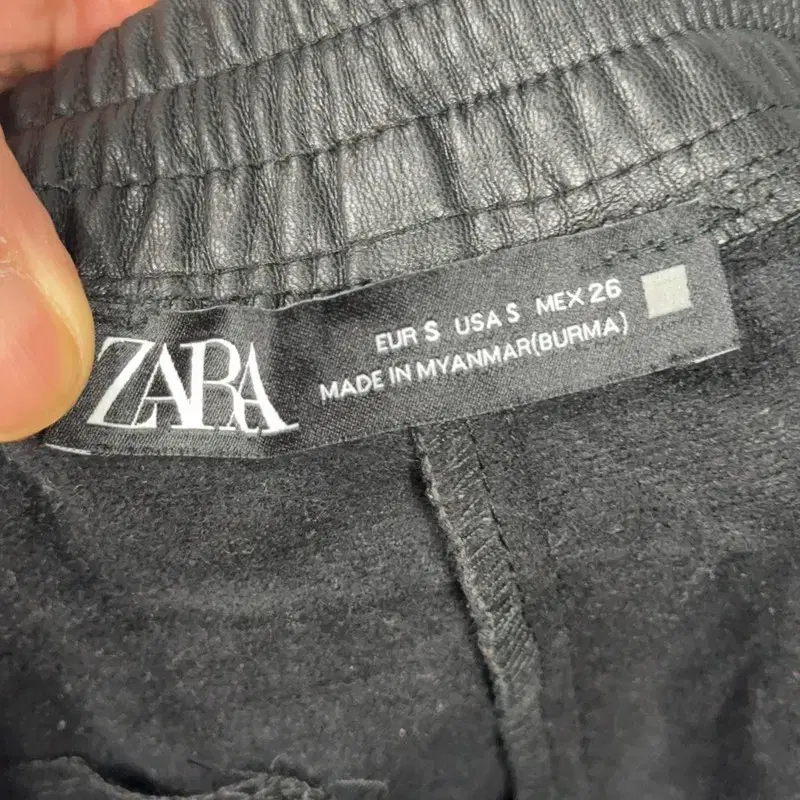 ZARA
EUR S USA S MEX 26
MADE IN MYANMAR(BURMA)